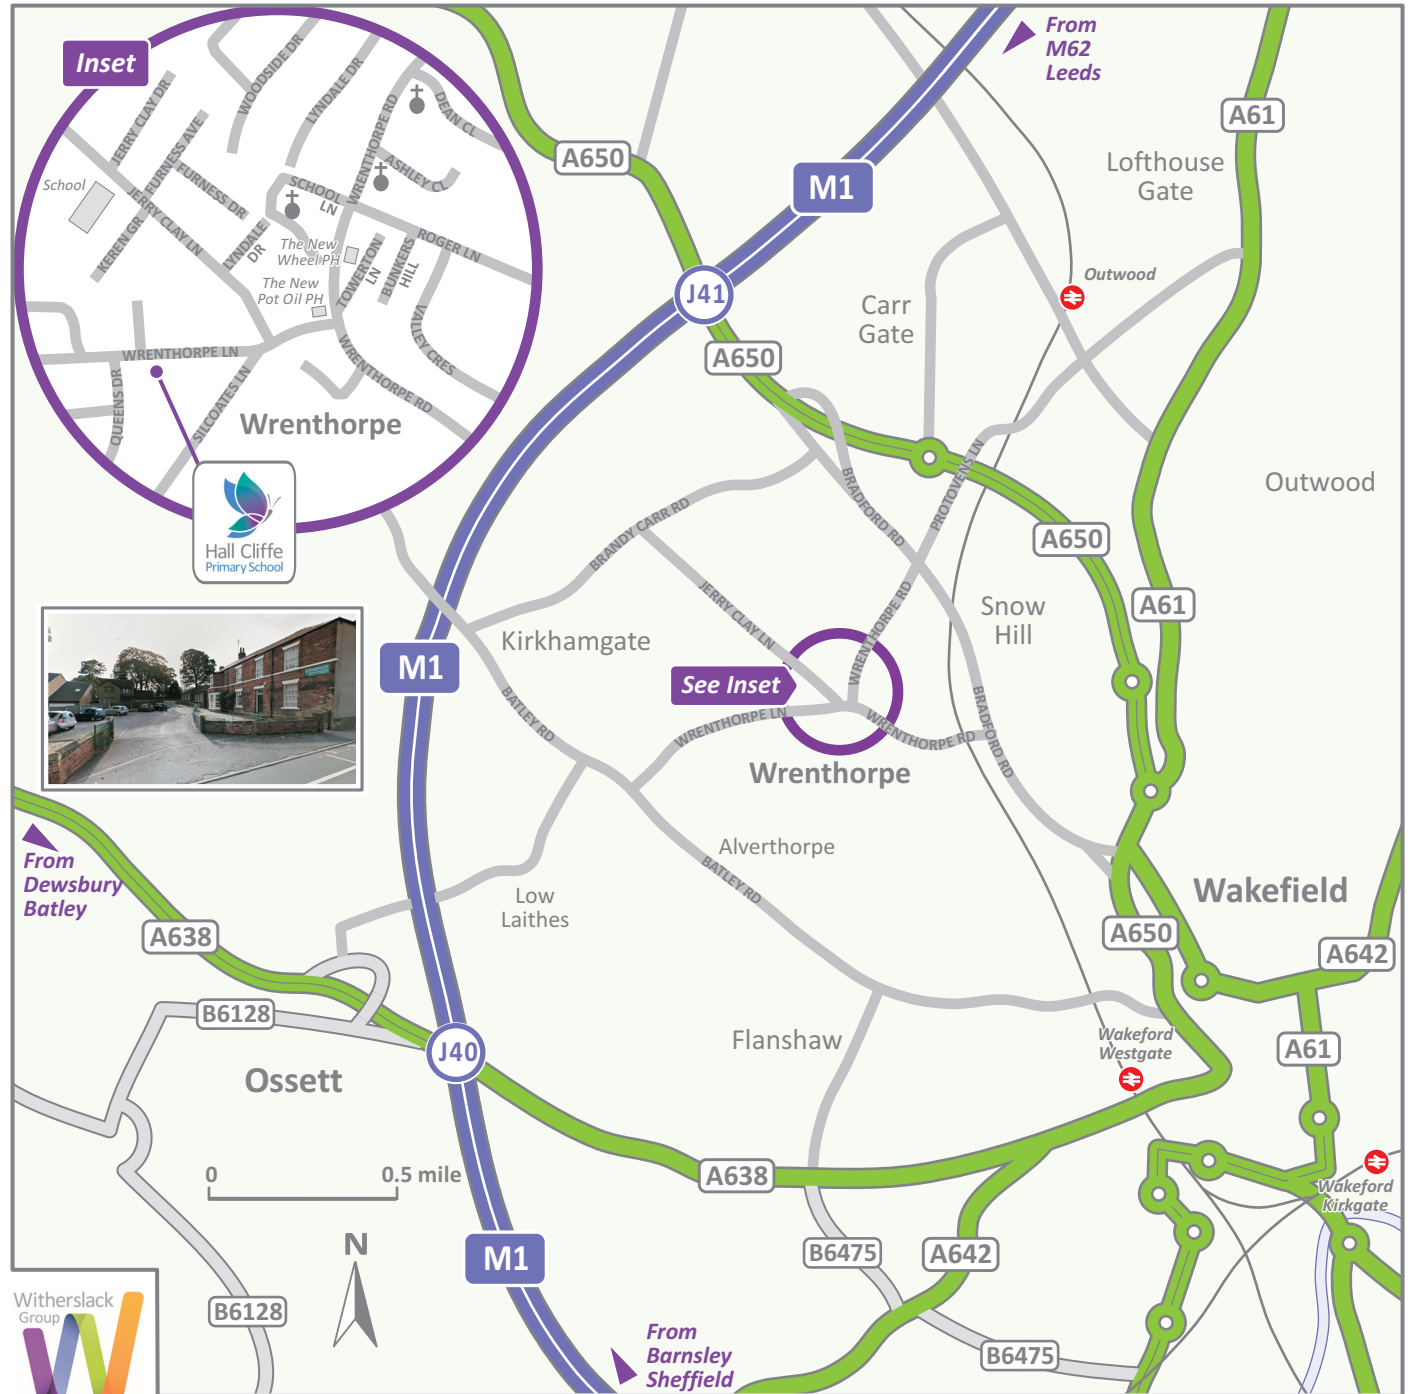 Inset
JERRY CLAY DR
WOODSIDE DR
LYNDALE DR
WRENTHORPE RD
DEAN CL
FURNESS AVE
FURNESS DR
ASHLEY CL
School
SCHOOL
LN
KEREN GR
JERRY CLAY LN
LYNDALE
DR
The New
Wheel PH
The New
Pot Oil PH
TOWERTON
LN
BUNKERS
HILL
ROGER LN
VALLEY CRES
WRENTHORPE LN
WRENTHORPE RD
QUEENS DR
SILCOATES LN
Wrenthorpe
Hall Cliffe
Primary School
From
M62
Leeds
A650
M1
A61
Lofthouse
Gate
J41
Outwood
Carr
Gate
A650
Outwood
BRADFORD RD
PROTOVENS LN
BRANDY CARR RD
A650
JERRY CLAY LN
WRENTHORPE RD
Snow
Hill
A61
Kirkhamgate
M1
See Inset
BATLEY RD
WRENTHORPE LN
WRENTHORPE RD
BRADFORD RD
Wrenthorpe
Alverthorpe
BATLEY RD
From
Dewsbury
Batley
Low
Laithes
Wakefield
A638
A650
A642
B6128
Flanshaw
Wakeford
Westgate
A61
J40
Ossett
0 0.5 mile
A638
Wakeford
Kirkgate
N
M1
B6475
A642
B6128
Witherslack
Group
From
Barnsley
Sheffield
B6475